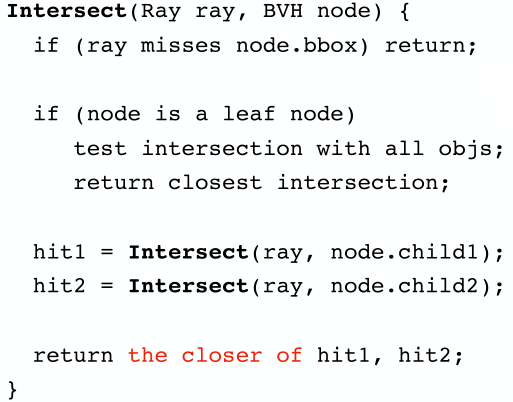 Intersect(Ray ray, BVH node) {
  if (ray misses node.bbox) return;

  if (node is a leaf node)
     test intersection with all objs;
     return closest intersection;

  hit1 = Intersect(ray, node.child1);
  hit2 = Intersect(ray, node.child2);

  return the closer of hit1, hit2;
}